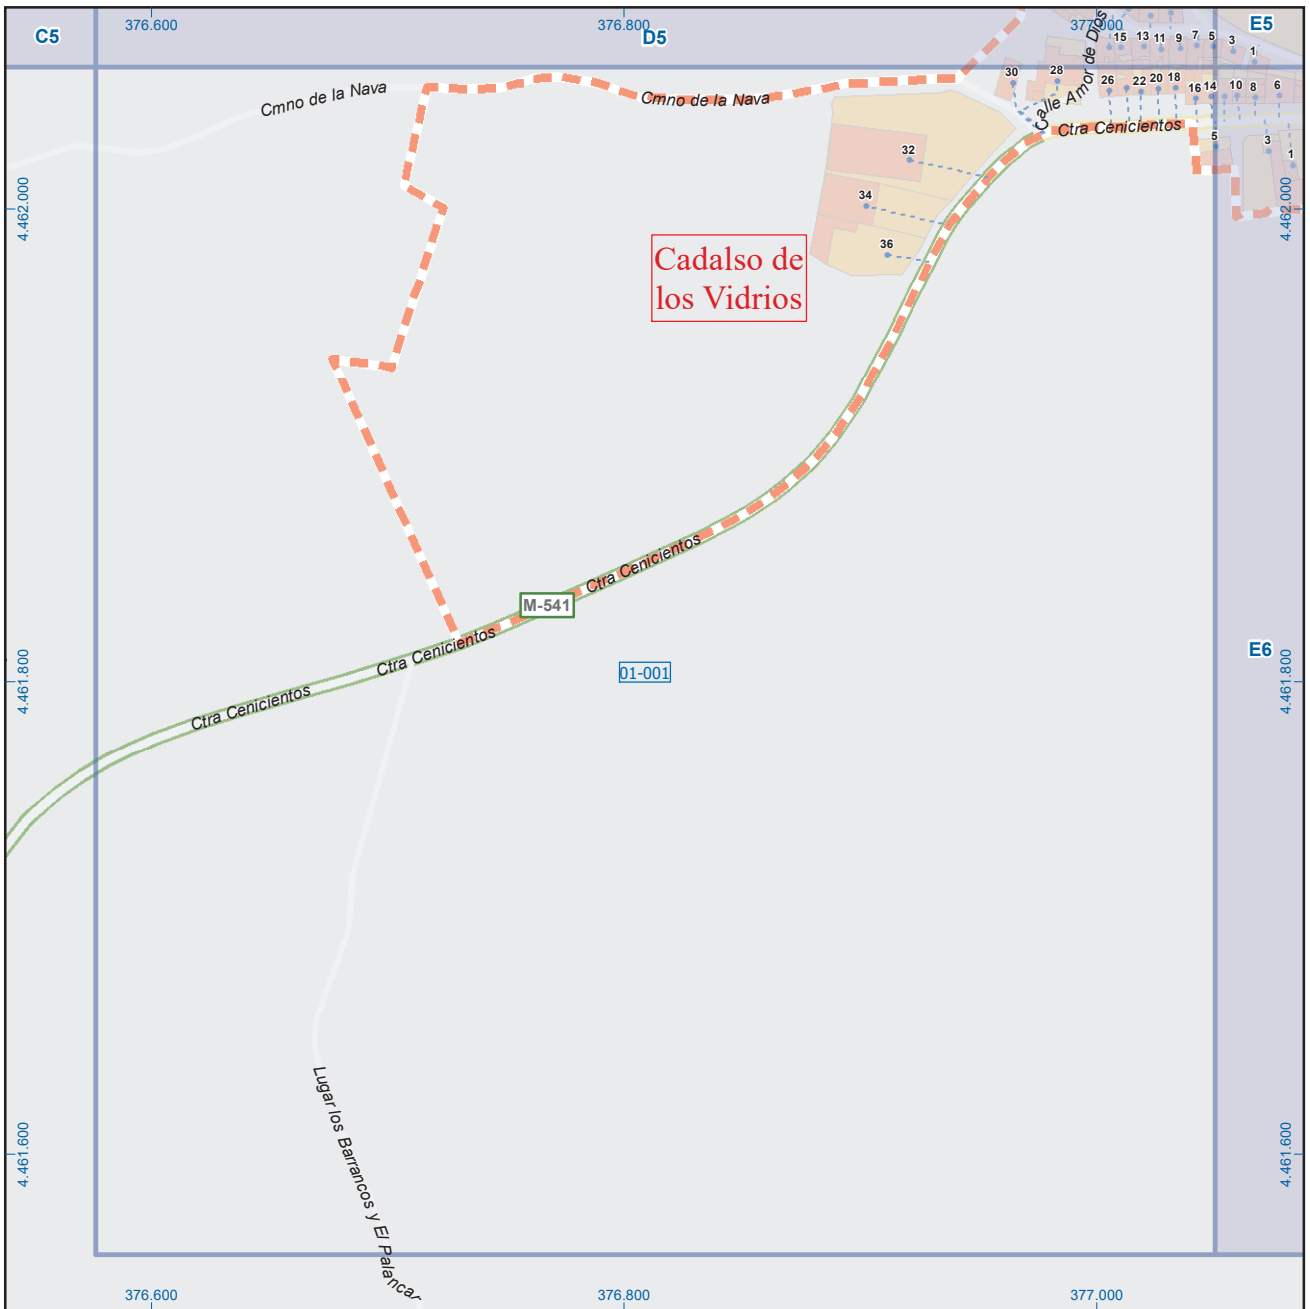 376.600
376.800
377.000
C5
D5
E5
15
13
11
9
7
5
3
1
30
28
26
22
20
18
16
14
10
8
6
Cmno de la Nava
Cmno de la Nava
Calle Amor de Dios
Ctra Cenicientos
5
3
1
32
34
36
4.462.000
4.462.000
Cadalso de
los Vidrios
Ctra Cenicientos
M-541
Ctra Cenicientos
Ctra Cenicientos
01-001
E6
4.461.800
4.461.800
Lugar los Barrancos y El Palancar
4.461.600
4.461.600
376.600
376.800
377.000